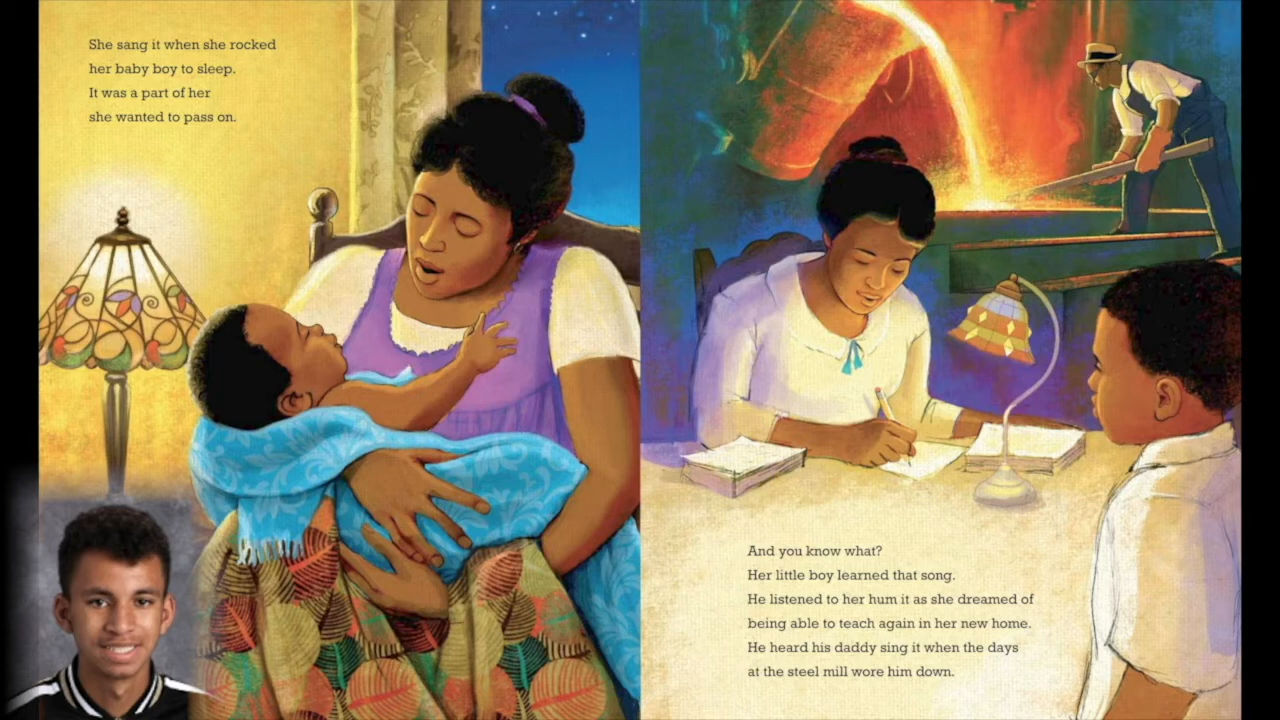 She sang it when she rocked
her baby boy to sleep.
It was a part of her
she wanted to pass on.
And you know what?
Her little boy learned that song.
He listened to her hum it as she dreamed of
being able to teach again in her new home.
He heard his daddy sing it when the days
at the steel mill wore him down.